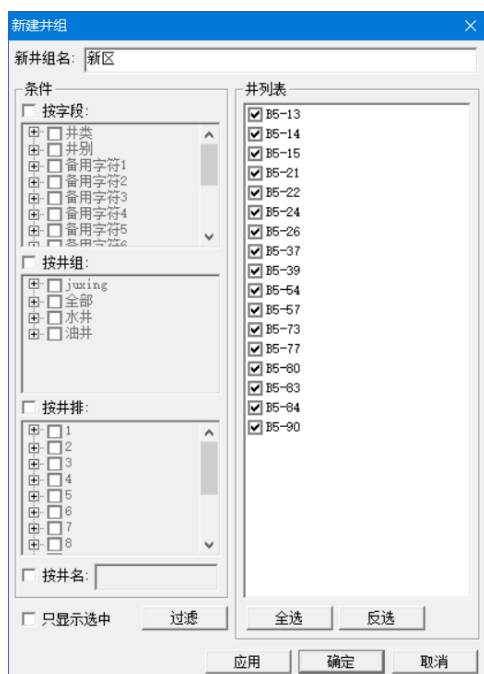 新建井组
新井组名: 新区
条件
按字段:
井类
井别
备用字符1
备用字符2
备用字符3
备用字符4
备用字符5
备用字符6
按井组:
juxing
全部
水井
油井
按井排:
1
2
3
4
5
6
7
8
按井名:
只显示选中
过滤
井列表
B5-13
B5-14
B5-15
B5-21
B5-22
B5-24
B5-26
B5-37
B5-39
B5-54
B5-57
B5-73
B5-77
B5-80
B5-83
B5-84
B5-90
全选 反选
应用 确定 取消